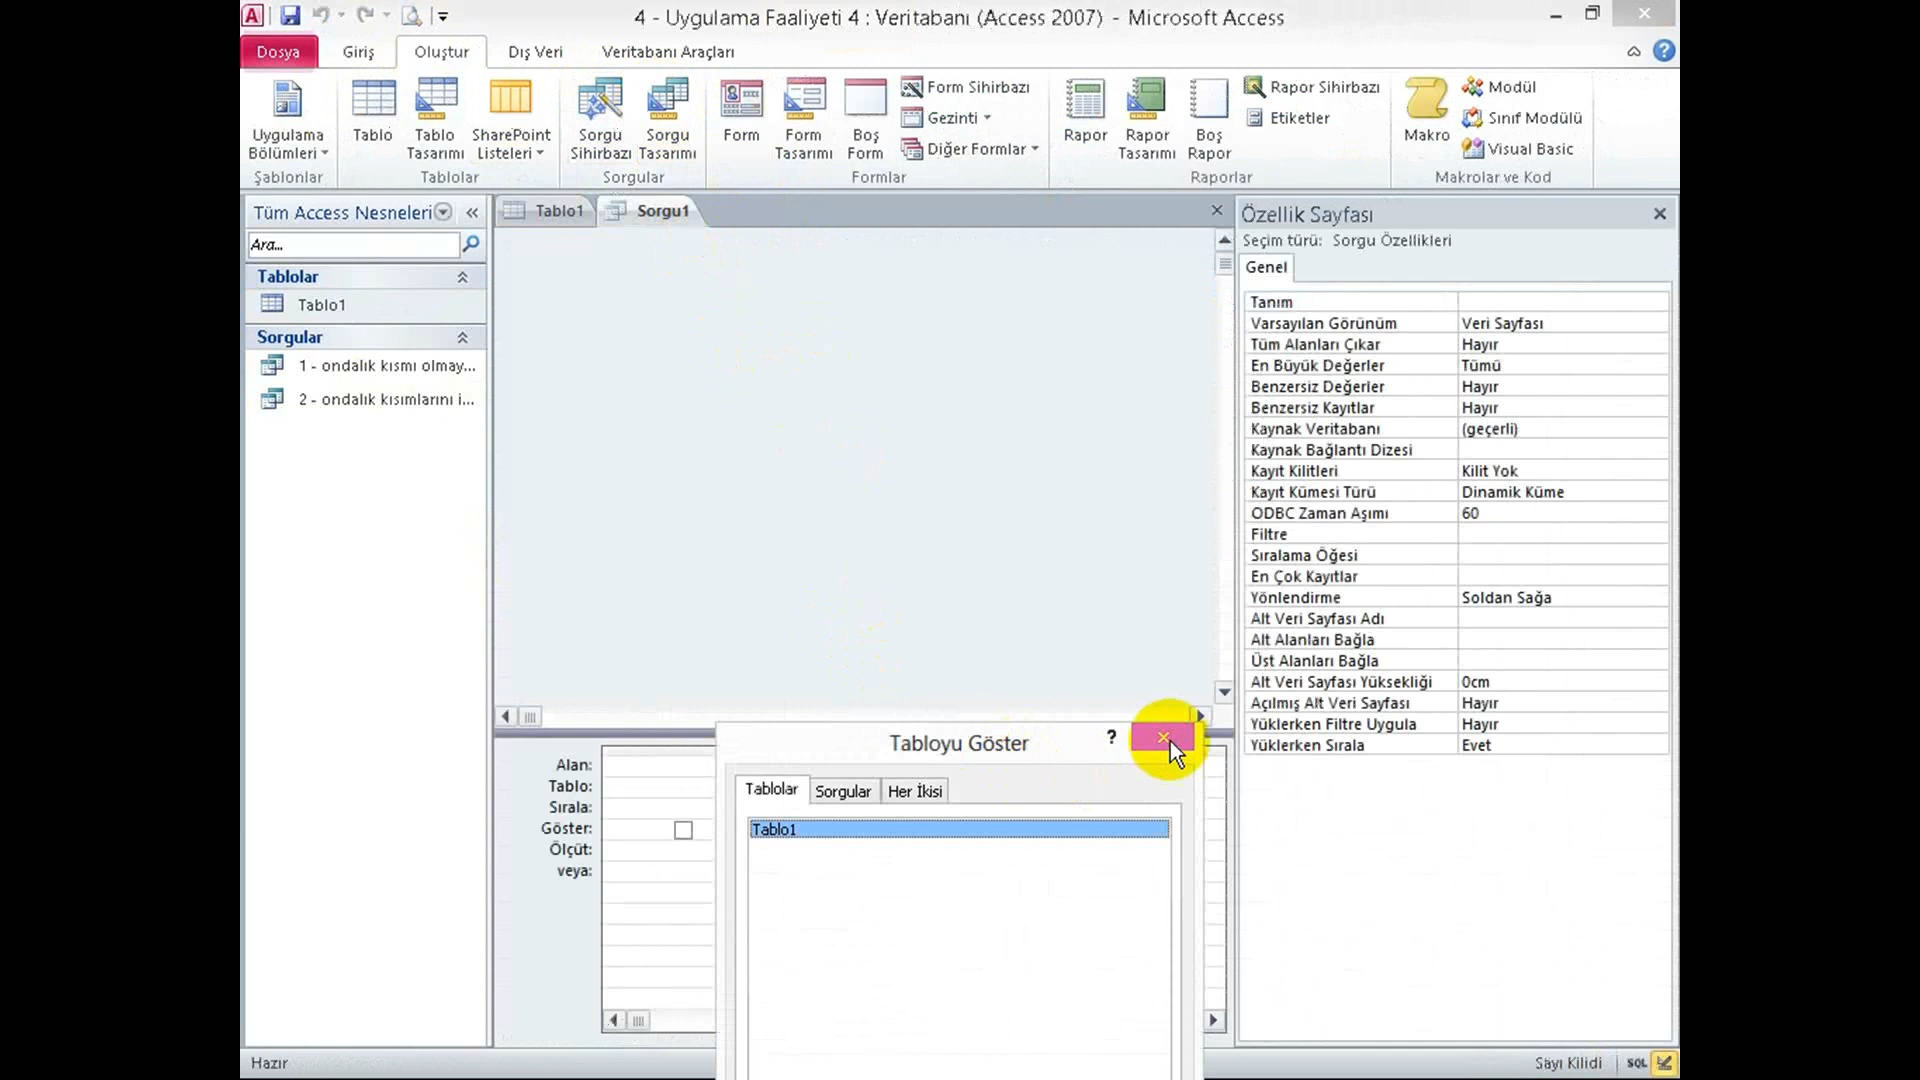 4 - Uygulama Faaliyeti 4 : Veritabanı (Access 2007) - Microsoft Access
Dosya
Giriş
Oluştur
Dış Veri
Veritabanı Araçları
Uygulama
Bölümleri
Şablonlar
Tablo
Tablo
Tasarımı
SharePoint
Listeleri
Tablolar
Sorgu
Sihirbazı
Sorgu
Tasarımı
Sorgular
Form
Form
Tasarımı
Boş
Form
Form Sihirbazı
Gezinti
Diğer Formlar
Formlar
Rapor
Rapor
Tasarımı
Boş
Rapor
Rapor Sihirbazı
Etiketler
Raporlar
Makro
Modül
Sınıf Modülü
Visual Basic
Makrolar ve Kod
Tüm Access Nesneleri
Ara...
Tablolar
Tablo1
Sorgular
1 - ondalık kısmı olmay...
2 - ondalık kısımlarını i...
Tablo1
Sorgu1
Alan:
Tablo:
Sırala:
Göster:
Ölçüt:
veya:
Tabloyu Göster
?
Tablolar
Sorgular
Her İkisi
Tablo1
Özellik Sayfası
Seçim türü: Sorgu Özellikleri
Genel
Tanım
Varsayılan Görünüm Veri Sayfası
Tüm Alanları Çıkar Hayır
En Büyük Değerler Tümü
Benzersiz Değerler Hayır
Benzersiz Kayıtlar Hayır
Kaynak Veritabanı (geçerli)
Kaynak Bağlantı Dizesi
Kayıt Kilitleri Kilit Yok
Kayıt Kümesi Türü Dinamik Küme
ODBC Zaman Aşımı 60
Filtre
Sıralama Öğesi
En Çok Kayıtlar
Yönlendirme Soldan Sağa
Alt Veri Sayfası Adı
Alt Alanları Bağla
Üst Alanları Bağla
Alt Veri Sayfası Yüksekliği 0cm
Açılmış Alt Veri Sayfası Hayır
Yüklerken Filtre Uygula Hayır
Yüklerken Sırala Evet
Hazır
Sayı Kilidi
SQL